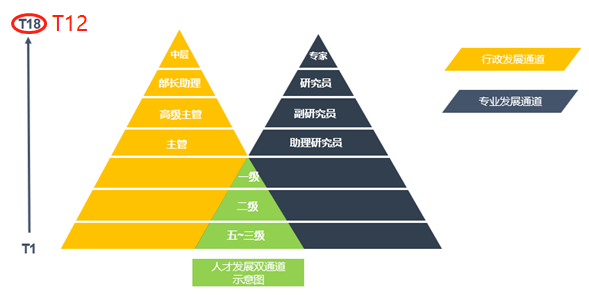 T18 T12
中层
专家
行政发展通道
部长助理
研究员
专业发展通道
高级主管
副研究员
主管
助理研究员
一级
二级
五~三级
T1
人才发展双通道
示意图